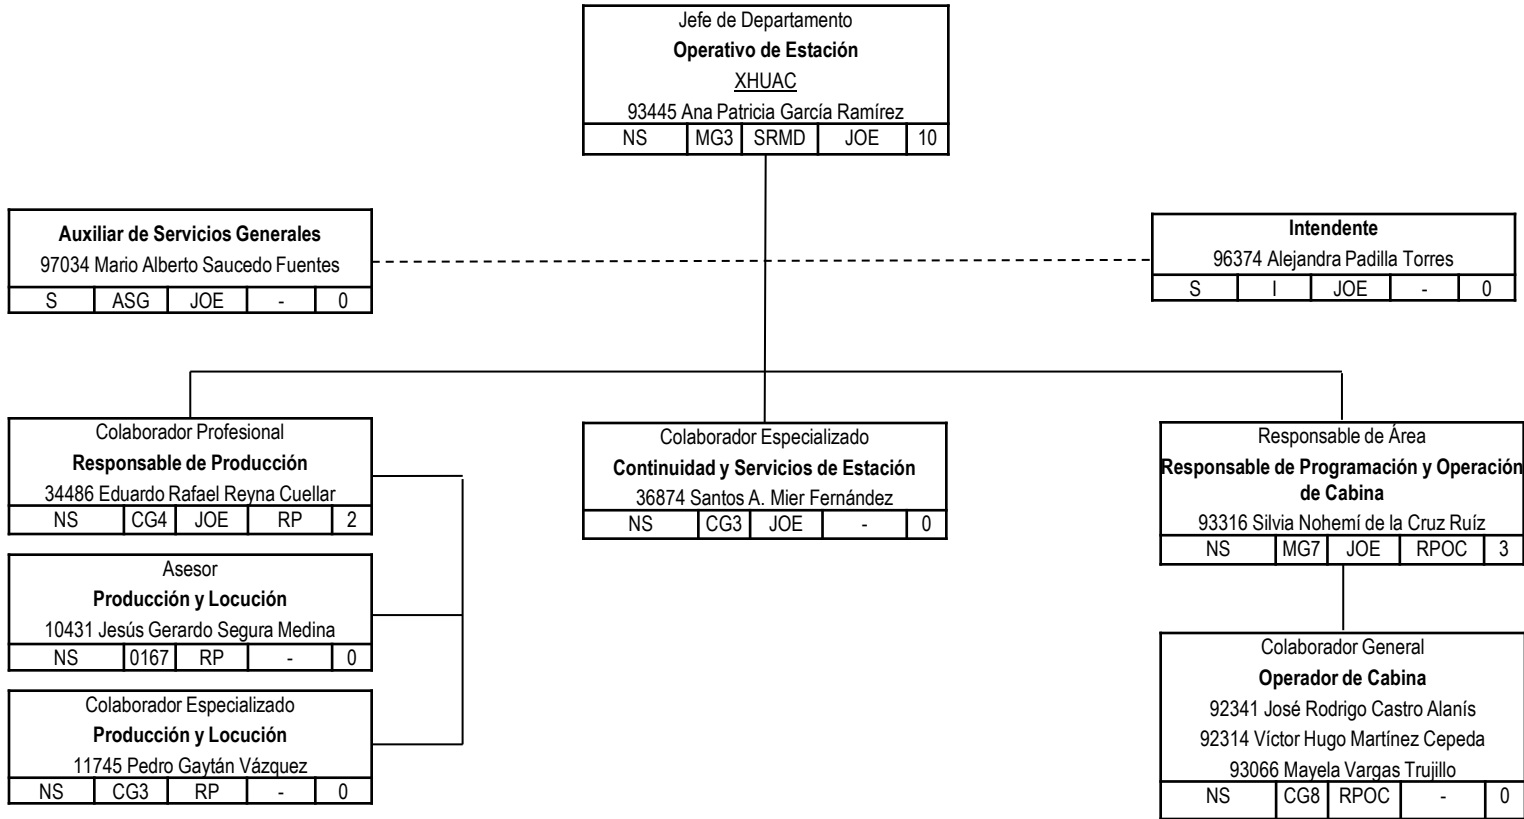 Jefe de Departamento
Operativo de Estación
XHUAC
93445 Ana Patricia García Ramírez
NS MG3 SRMD JOE 10
Auxiliar de Servicios Generales
97034 Mario Alberto Saucedo Fuentes
S ASG JOE - 0
Intendente
96374 Alejandra Padilla Torres
S I JOE - 0
Colaborador Profesional
Responsable de Producción
34486 Eduardo Rafael Reyna Cuellar
NS CG4 JOE RP 2
Asesor
Producción y Locución
10431 Jesús Gerardo Segura Medina
NS 0167 RP - 0
Colaborador Especializado
Producción y Locución
11745 Pedro Gaytán Vázquez
NS CG3 RP - 0
Colaborador Especializado
Continuidad y Servicios de Estación
36874 Santos A. Mier Fernández
NS CG3 JOE - 0
Responsable de Área
Responsable de Programación y Operación
de Cabina
93316 Silvia Nohemí de la Cruz Ruíz
NS MG7 JOE RPOC 3
Colaborador General
Operador de Cabina
92341 José Rodrigo Castro Alanís
92314 Víctor Hugo Martínez Cepeda
93066 Mayela Vargas Trujillo
NS CG8 RPOC - 0